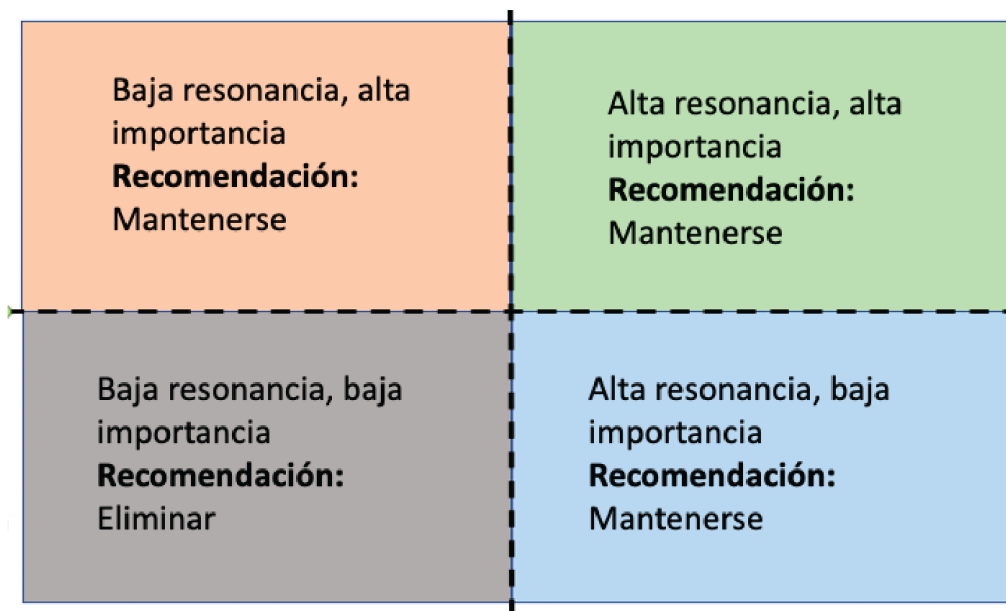 Baja resonancia, alta
importancia
Recomendación:
Mantenerse
Alta resonancia, alta
importancia
Recomendación:
Mantenerse
Baja resonancia, baja
importancia
Recomendación:
Eliminar
Alta resonancia, baja
importancia
Recomendación:
Mantenerse